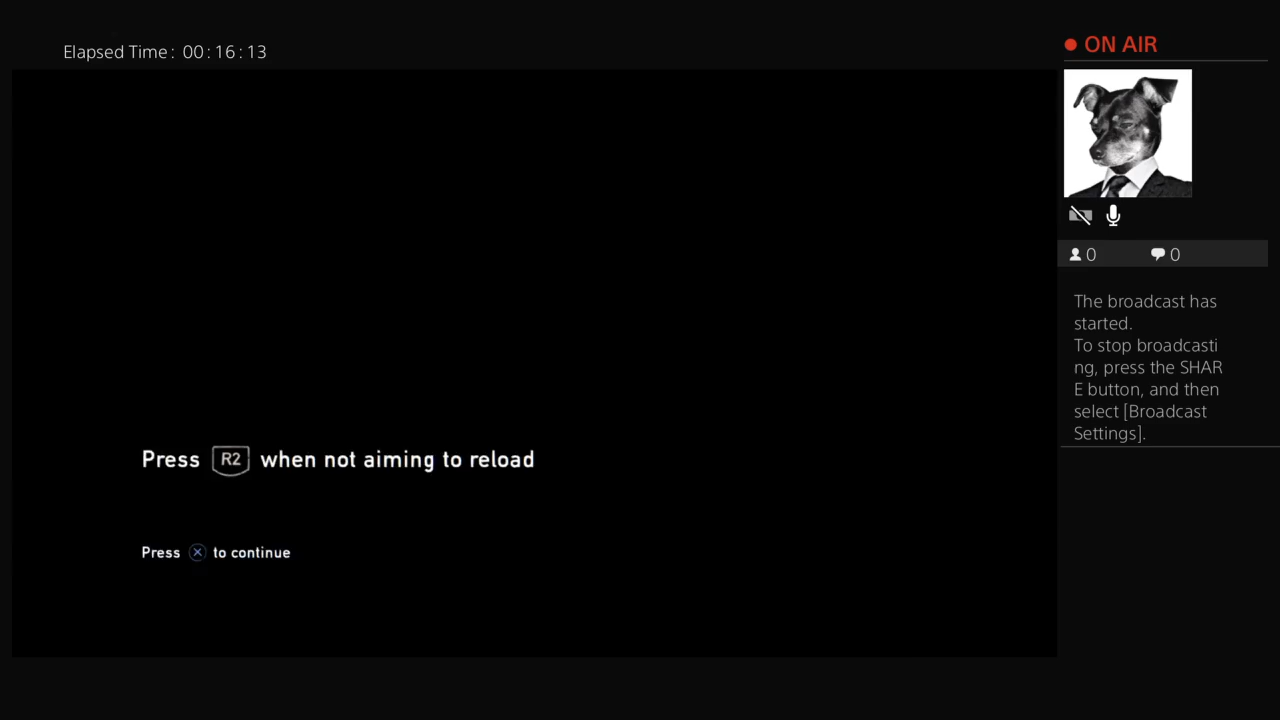 Elapsed Time: 00:16:13
ON AIR
0 0
The broadcast has
started.
To stop broadcasti
ng, press the SHAR
E button, and then
select [Broadcast
Settings].
Press R2 when not aiming to reload
Press ⓧ to continue